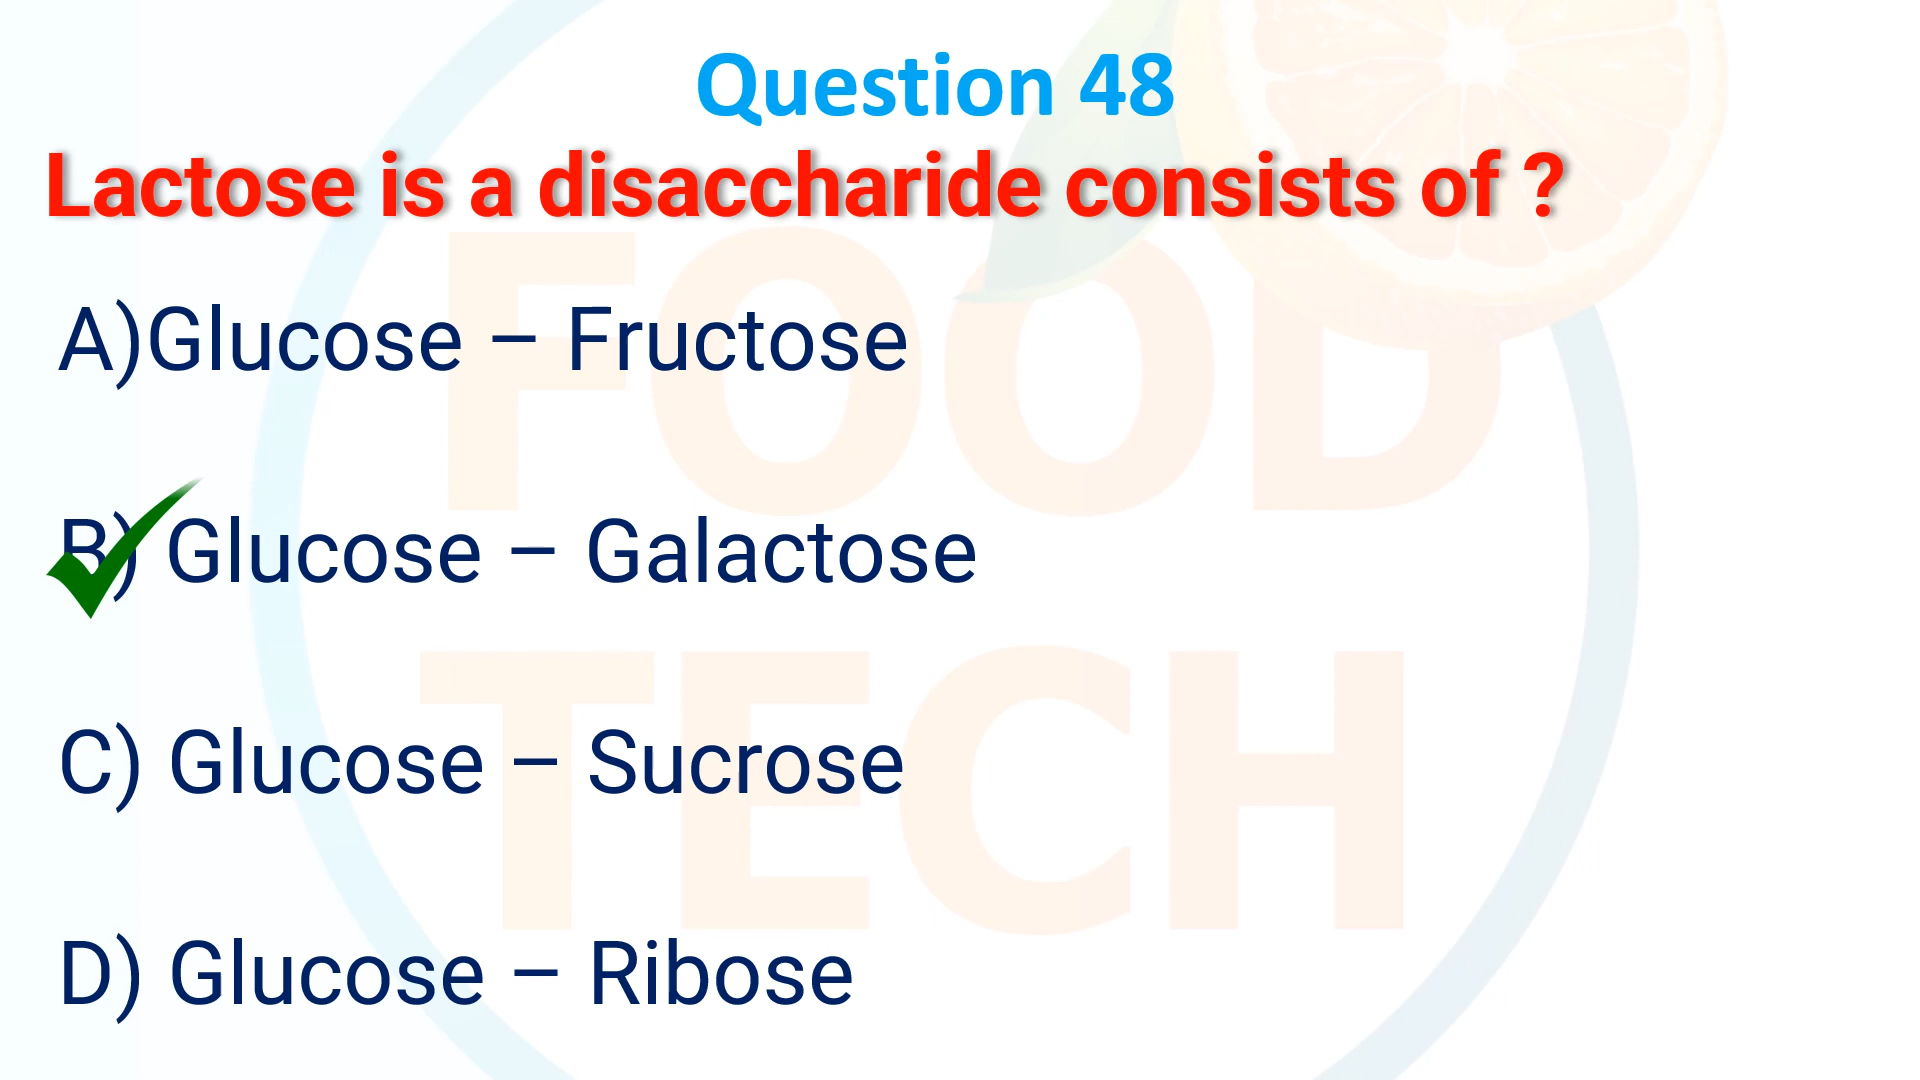 Question 48
Lactose is a disaccharide consists of ?
A)Glucose – Fructose
B) Glucose – Galactose
C) Glucose – Sucrose
D) Glucose – Ribose
FOOD
TECH